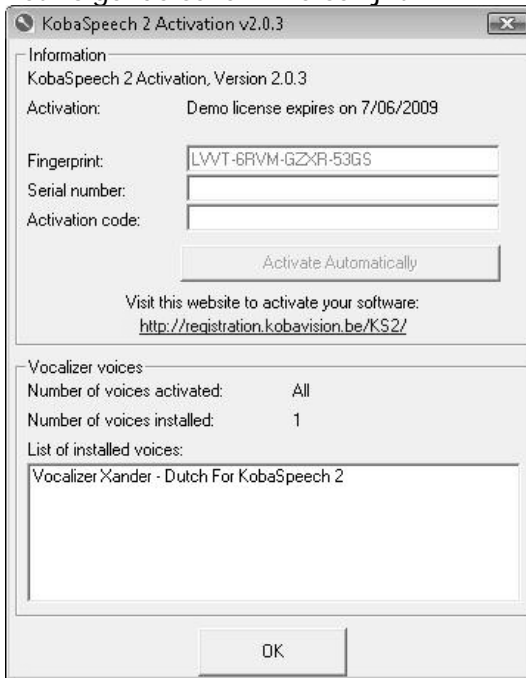 KobaSpeech 2 Activation v2.0.3
Information
KobaSpeech 2 Activation, Version 2.0.3
Activation: Demo license expires on 7/06/2009
Fingerprint: LVVT-6RVM-GZXR-53GS
Serial number:
Activation code:
Activate Automatically
Visit this website to activate your software:
http://registration.kobavision.be/KS2/
Vocalizer voices
Number of voices activated: All
Number of voices installed: 1
List of installed voices:
Vocalizer Xander - Dutch For KobaSpeech 2
OK